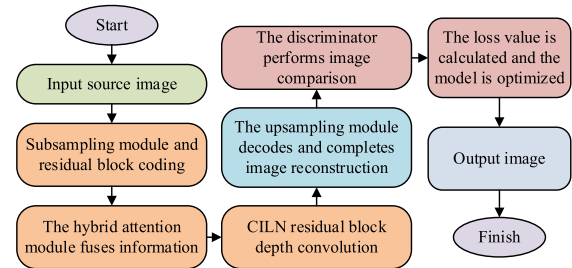 Start
Input source image
Subsampling module and
residual block coding
The hybrid attention
module fuses information
CILN residual block
depth convolution
The upsampling module
decodes and completes
image reconstruction
The discriminator
performs image
comparison
The loss value is
calculated and the
model is optimized
Output image
Finish